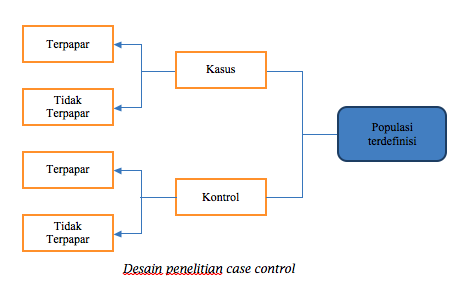 Terpapar
Kasus
Tidak
Terpapar
Populasi
terdefinisi
Terpapar
Kontrol
Tidak
Terpapar
Desain penelitian case control